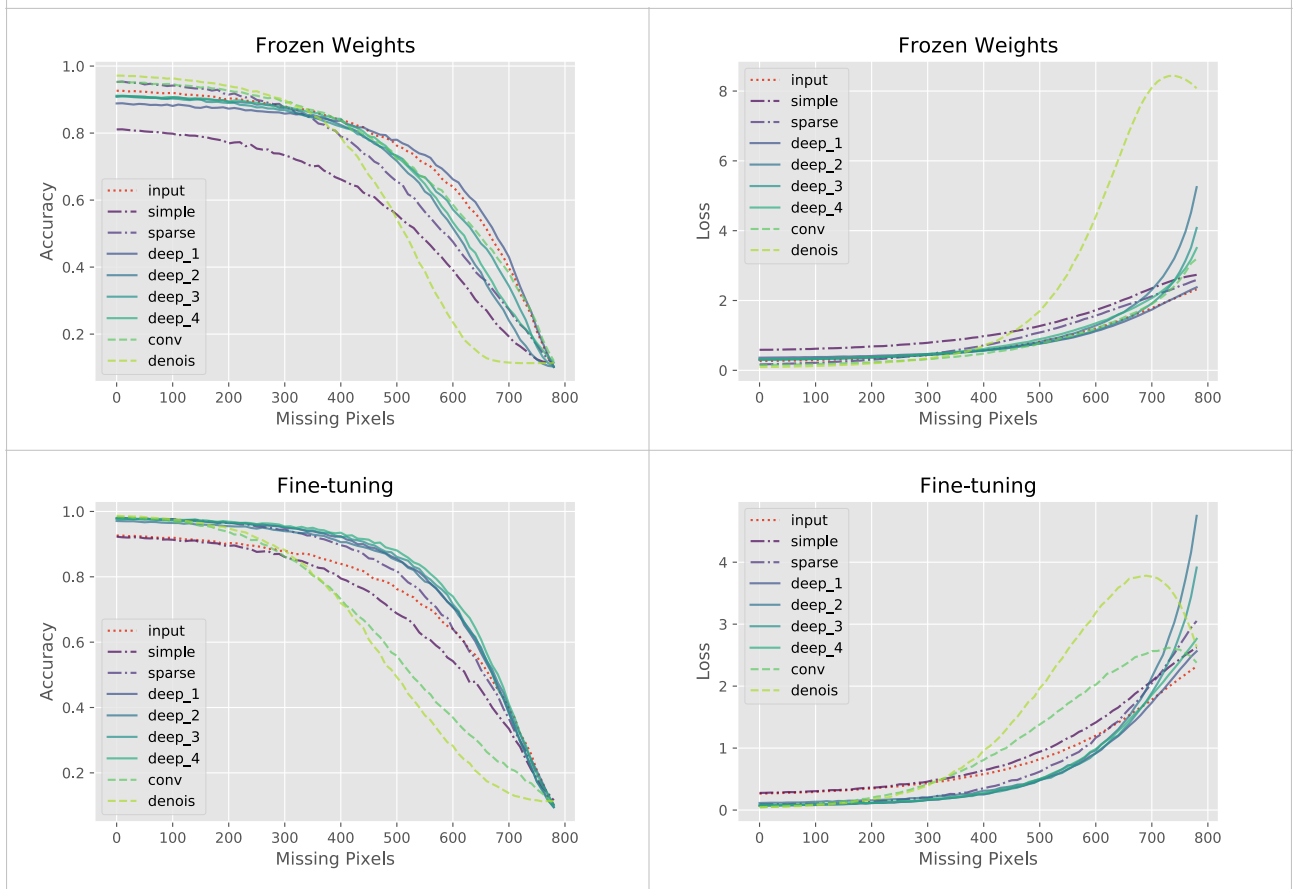 Frozen Weights
1.0
0.8
0.6
0.4
0.2
Accuracy
input
simple
sparse
deep_1
deep_2
deep_3
deep_4
conv
denois
0 100 200 300 400 500 600 700 800
Missing Pixels
Frozen Weights
8
6
4
2
0
Loss
input
simple
sparse
deep_1
deep_2
deep_3
deep_4
conv
denois
0 100 200 300 400 500 600 700 800
Missing Pixels
Fine-tuning
1.0
0.8
0.6
0.4
0.2
Accuracy
input
simple
sparse
deep_1
deep_2
deep_3
deep_4
conv
denois
0 100 200 300 400 500 600 700 800
Missing Pixels
Fine-tuning
4
3
2
1
0
Loss
input
simple
sparse
deep_1
deep_2
deep_3
deep_4
conv
denois
0 100 200 300 400 500 600 700 800
Missing Pixels